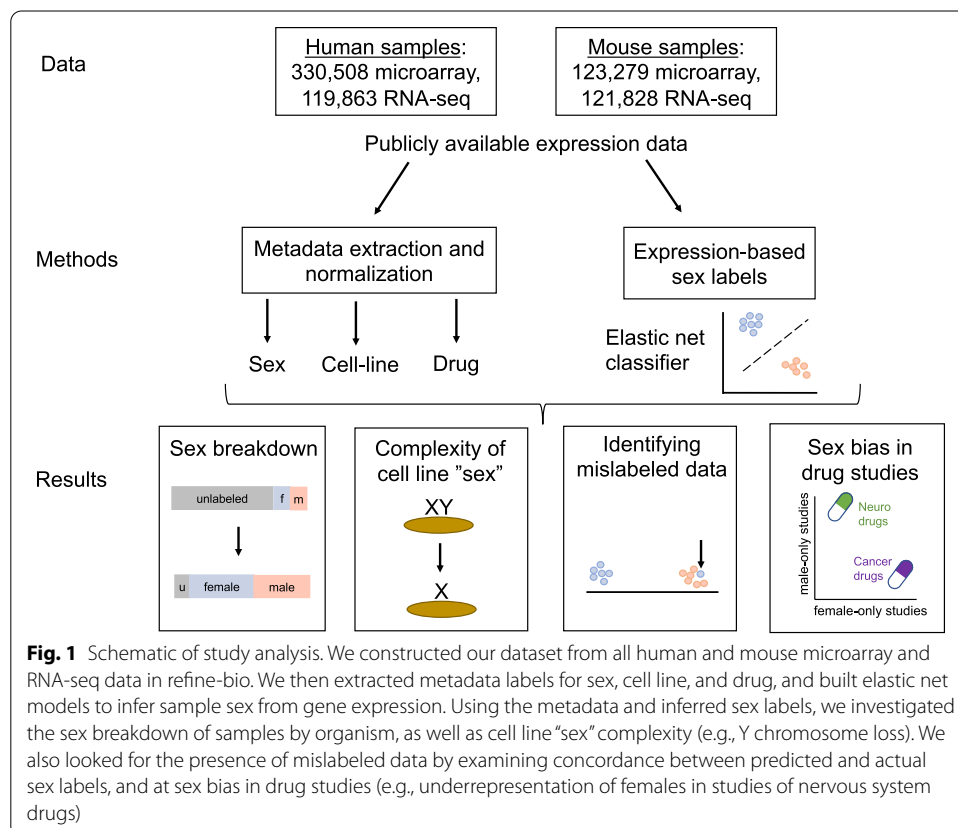 Data
Human samples:
330,508 microarray,
119,863 RNA-seq
Mouse samples:
123,279 microarray,
121,828 RNA-seq
Publicly available expression data
Methods
Metadata extraction and
normalization
Expression-based
sex labels
Sex
Cell-line
Drug
Elastic net
classifier
Results
Sex breakdown
unlabeled
f
m
u
female
male
Complexity of
cell line "sex"
XY
X
Identifying
mislabeled data
Sex bias in
drug studies
male-only studies
Neuro
drugs
Cancer
drugs
female-only studies
Fig. 1 Schematic of study analysis. We constructed our dataset from all human and mouse microarray and
RNA-seq data in refine-bio. We then extracted metadata labels for sex, cell line, and drug, and built elastic net
models to infer sample sex from gene expression. Using the metadata and inferred sex labels, we investigated
the sex breakdown of samples by organism, as well as cell line "sex" complexity (e.g., Y chromosome loss). We
also looked for the presence of mislabeled data by examining concordance between predicted and actual
sex labels, and at sex bias in drug studies (e.g., underrepresentation of females in studies of nervous system
drugs)